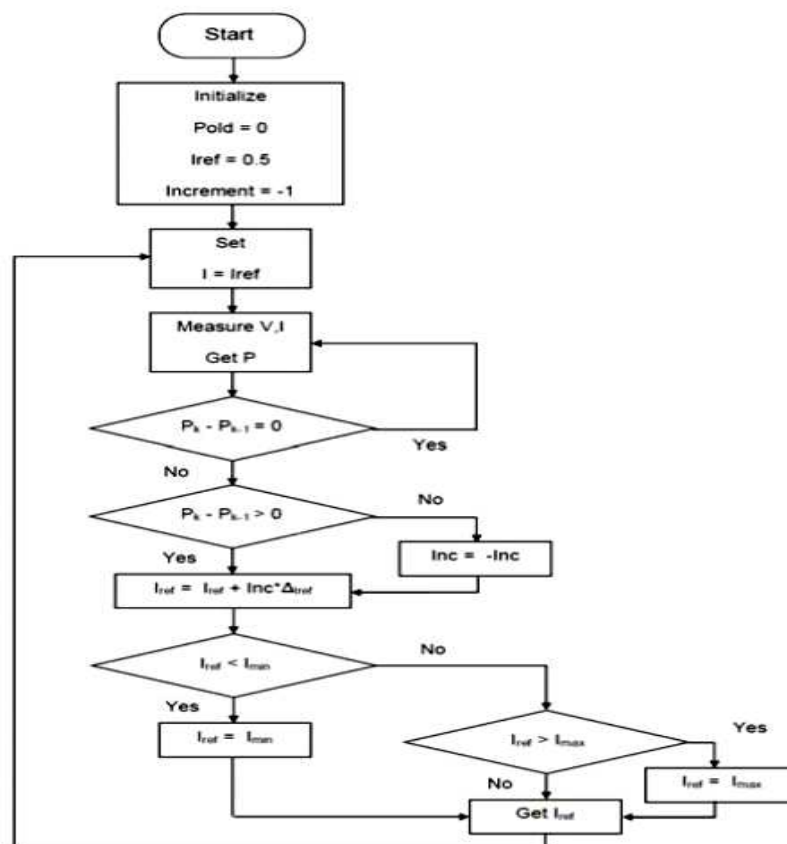 Start
Initialize
Pold = 0
Iref = 0.5
Increment = -1
Set
I = Iref
Measure V,I
Get P
Pₖ - Pₖ₋₁ = 0
Yes
No
Pₖ - Pₖ₋₁ > 0
No
Inc = -Inc
Yes
Iref = Iref + Inc*ΔIref
Iref < Imin
No
Yes
Iref = Imin
Iref > Imax
Yes
Iref = Imax
No
Get Iref